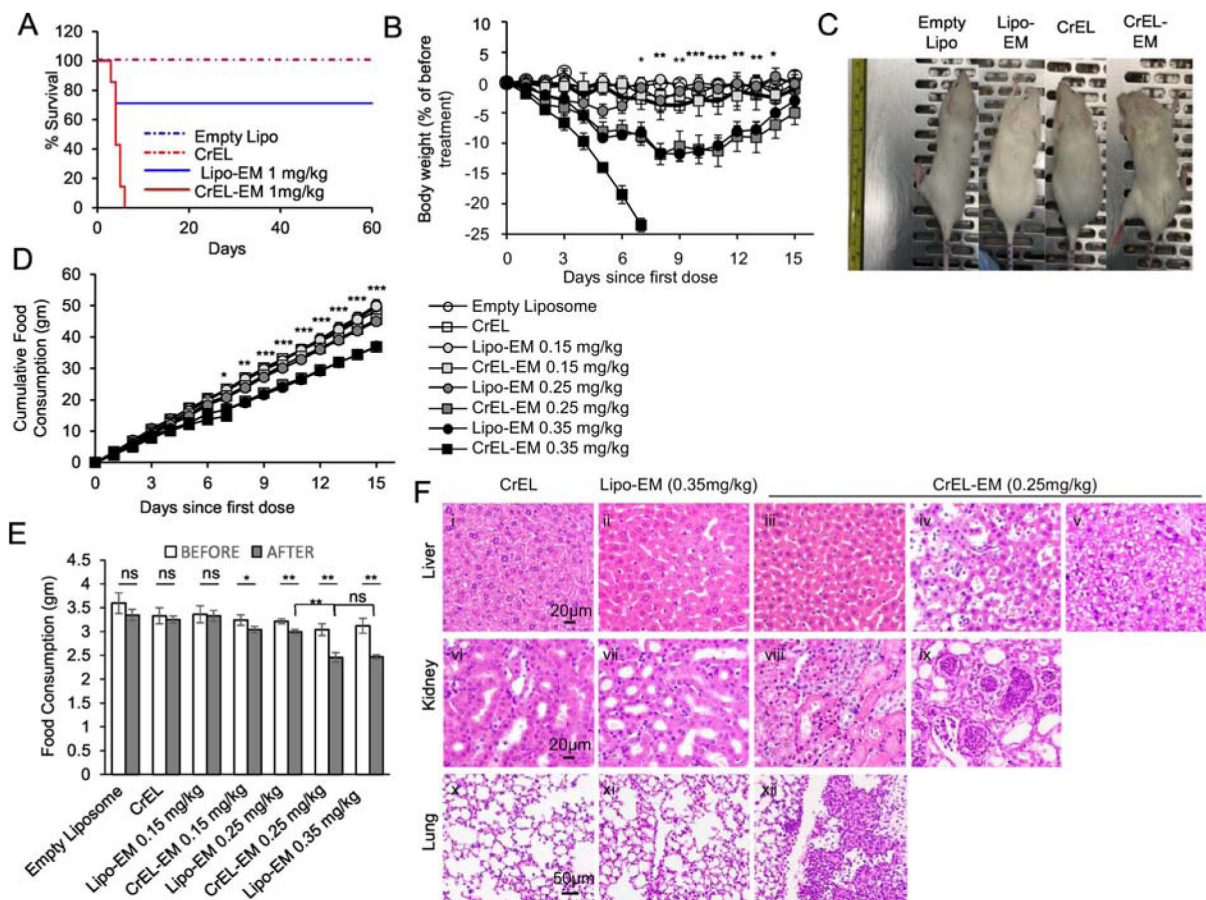 A
120
100
80
60
40
20
0
% Survival
Empty Lipo
CrEL
Lipo-EM 1 mg/kg
CrEL-EM 1mg/kg
0
20
40
60
Days
B
10
5
0
-5
-10
-15
-20
-25
Body weight (% of before
treatment)
* ** ** *** *** ** ** *
0 3 6 9 12 15
Days since first dose
C
Empty
Lipo
Lipo-
EM
CrEL
CrEL-
EM
D
60
50
40
30
20
10
0
Cumulative Food
Consumption (gm)
* ** *** *** *** *** *** *** ***
0 3 6 9 12 15
Days since first dose
Empty Liposome
CrEL
Lipo-EM 0.15 mg/kg
CrEL-EM 0.15 mg/kg
Lipo-EM 0.25 mg/kg
CrEL-EM 0.25 mg/kg
Lipo-EM 0.35 mg/kg
CrEL-EM 0.35 mg/kg
E
BEFORE AFTER
4.5
4
3.5
3
2.5
2
1.5
1
0.5
0
Food Consumption (gm)
ns ns ns * ** ** **
** ns
Empty Liposome
CrEL
Lipo-EM 0.15 mg/kg
CrEL-EM 0.15 mg/kg
Lipo-EM 0.25 mg/kg
CrEL-EM 0.25 mg/kg
Lipo-EM 0.35 mg/kg
F
CrEL Lipo-EM (0.35mg/kg) CrEL-EM (0.25mg/kg)
Liver
i ii iii iv v
20µm
Kidney
vi vii viii ix
20µm
Lung
x xi xii
50µm